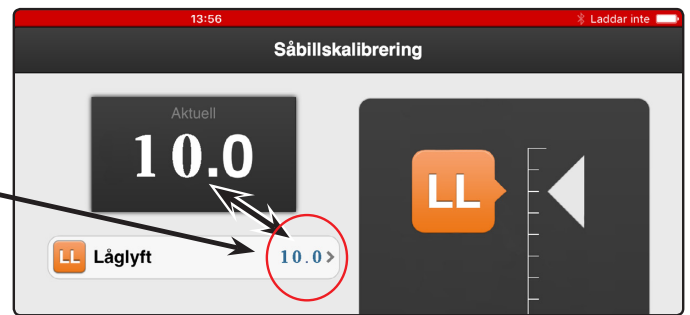 13:56 Laddar inte
Såbillskalibrering
Aktuell
10.0
LL
LL Låglyft 10.0